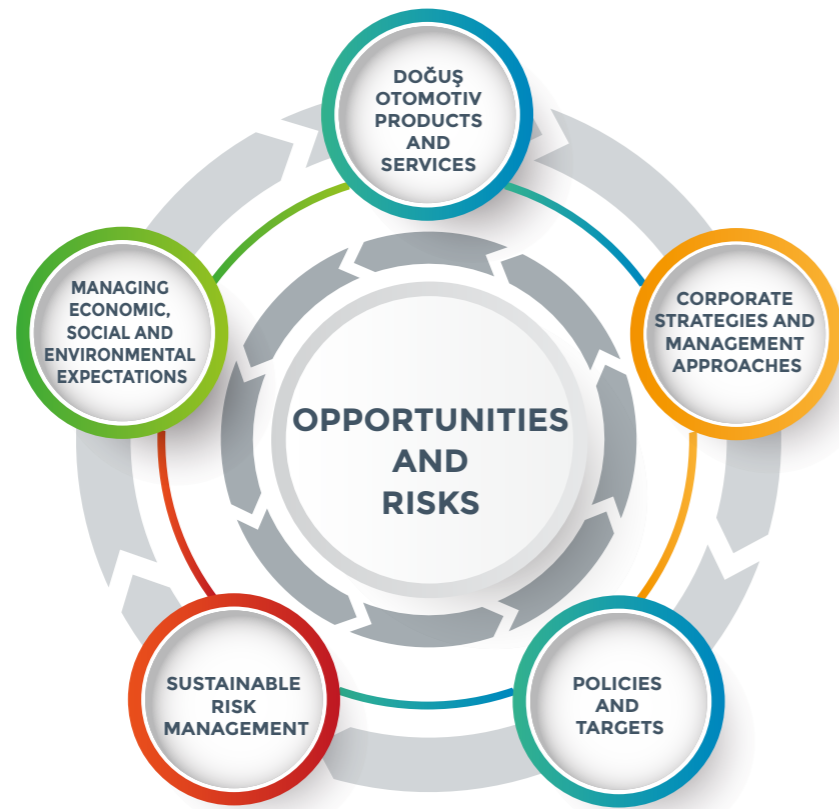 DOĞUŞ
OTOMOTIV
PRODUCTS
AND
SERVICES
CORPORATE
STRATEGIES AND
MANAGEMENT
APPROACHES
POLICIES
AND
TARGETS
SUSTAINABLE
RISK
MANAGEMENT
MANAGING
ECONOMIC,
SOCIAL AND
ENVIRONMENTAL
EXPECTATIONS
OPPORTUNITIES
AND
RISKS